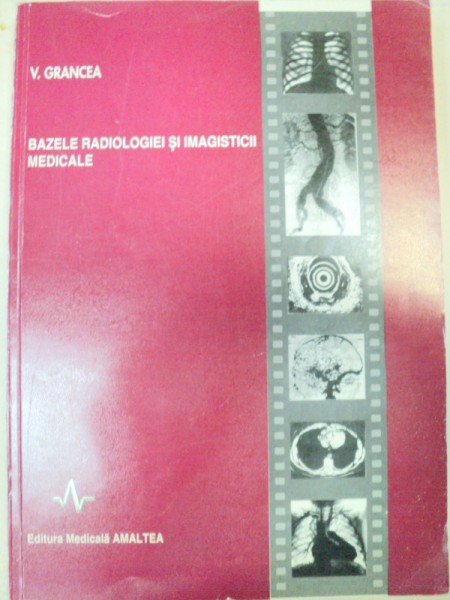 V. GRANCEA
BAZELE RADIOLOGIEI ŞI IMAGISTICII
MEDICALE
Editura Medicală AMALTEA